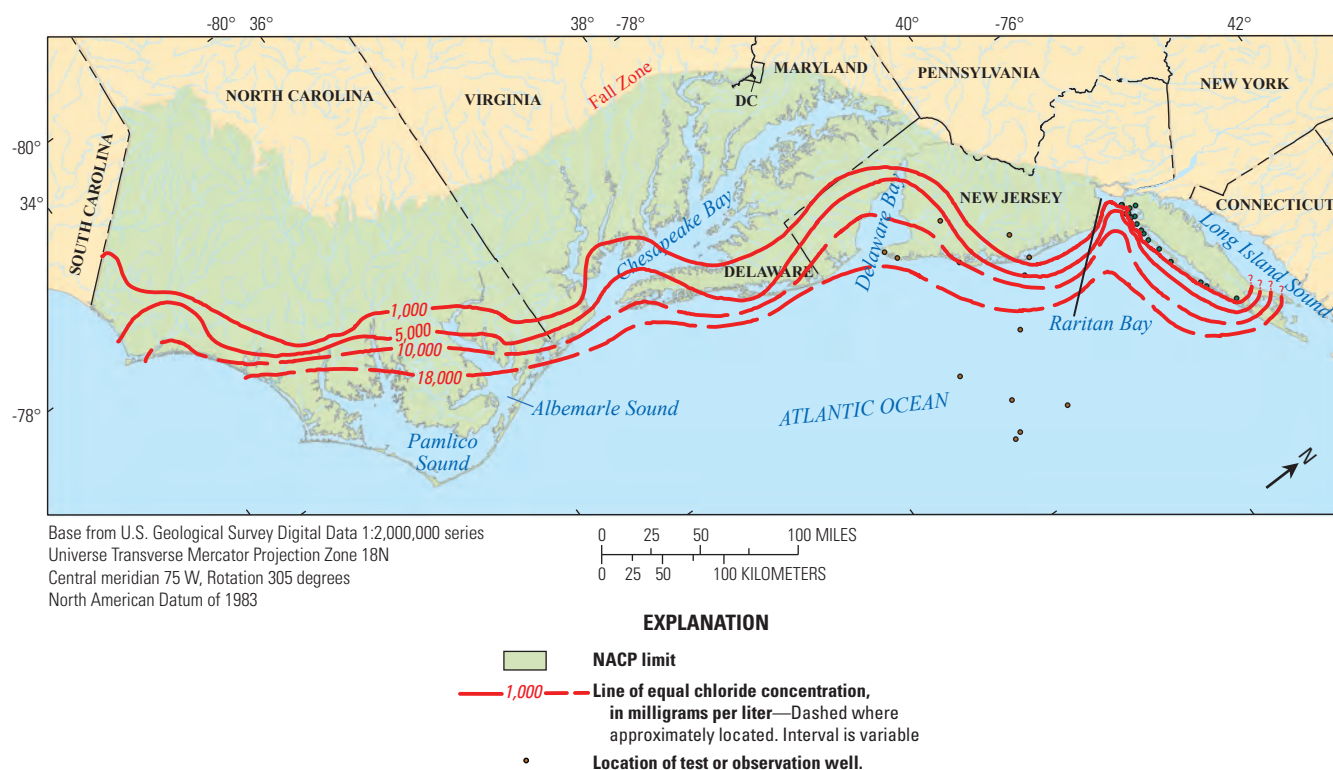 -80° 36° 38° -78° 40° -76° 42°
MARYLAND
PENNSYLVANIA
NEW YORK
NORTH CAROLINA
VIRGINIA
Fall Zone
DC
-80°
SOUTH CAROLINA
34°
NEW JERSEY
CONNECTICUT
Chesapeake Bay
Delaware Bay
Long Island Sound
DELAWARE
? ? ? ?
1,000
5,000
10,000
18,000
Raritan Bay
-78°
Albemarle Sound
ATLANTIC OCEAN
Pamlico
Sound
N
Base from U.S. Geological Survey Digital Data 1:2,000,000 series
Universe Transverse Mercator Projection Zone 18N
Central meridian 75 W, Rotation 305 degrees
North American Datum of 1983
0 25 50 100 MILES
0 25 50 100 KILOMETERS
EXPLANATION
NACP limit
1,000 Line of equal chloride concentration,
in milligrams per liter—Dashed where
approximately located. Interval is variable
Location of test or observation well.